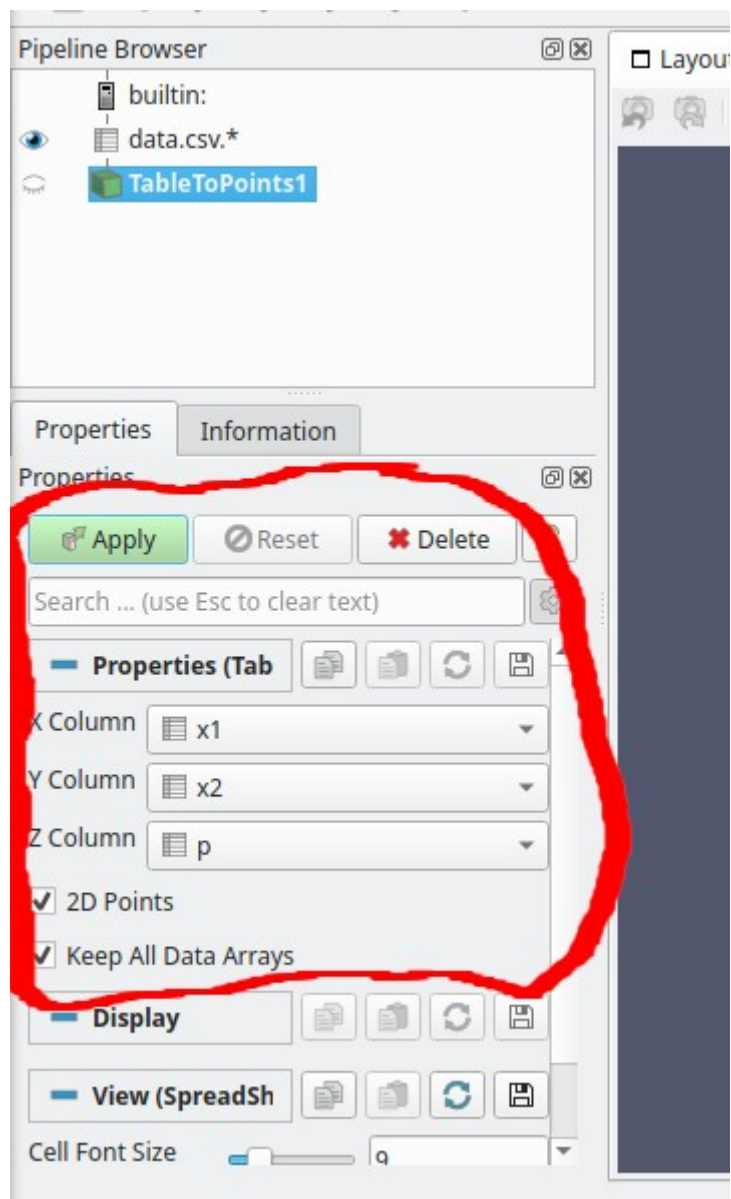 Pipeline Browser
Layout
builtin:
data.csv.*
TableToPoints1
Properties Information
Properties
Apply Reset Delete
Search ... (use Esc to clear text)
Properties (Tab
X Column x1
Y Column x2
Z Column p
2D Points
Keep All Data Arrays
Display
View (SpreadSh
Cell Font Size 9